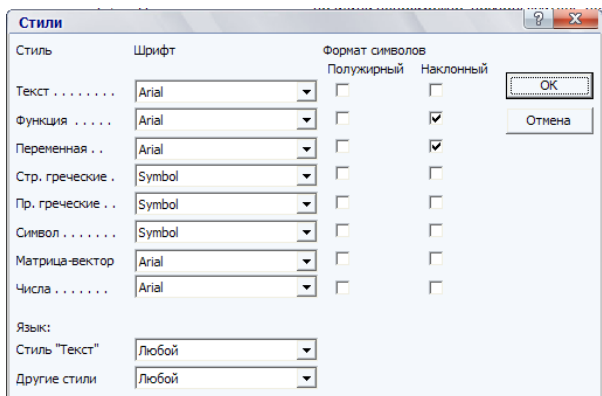 Стили
Стиль Шрифт Формат символов
Полужирный Наклонный
Текст . . . . . . . . Arial OK
Функция . . . . . Arial Отмена
Переменная . . Arial
Стр. греческие . Symbol
Пр. греческие . . Symbol
Символ . . . . . . . Symbol
Матрица-вектор Arial
Числа . . . . . . . Arial
Язык:
Стиль "Текст" Любой
Другие стили Любой